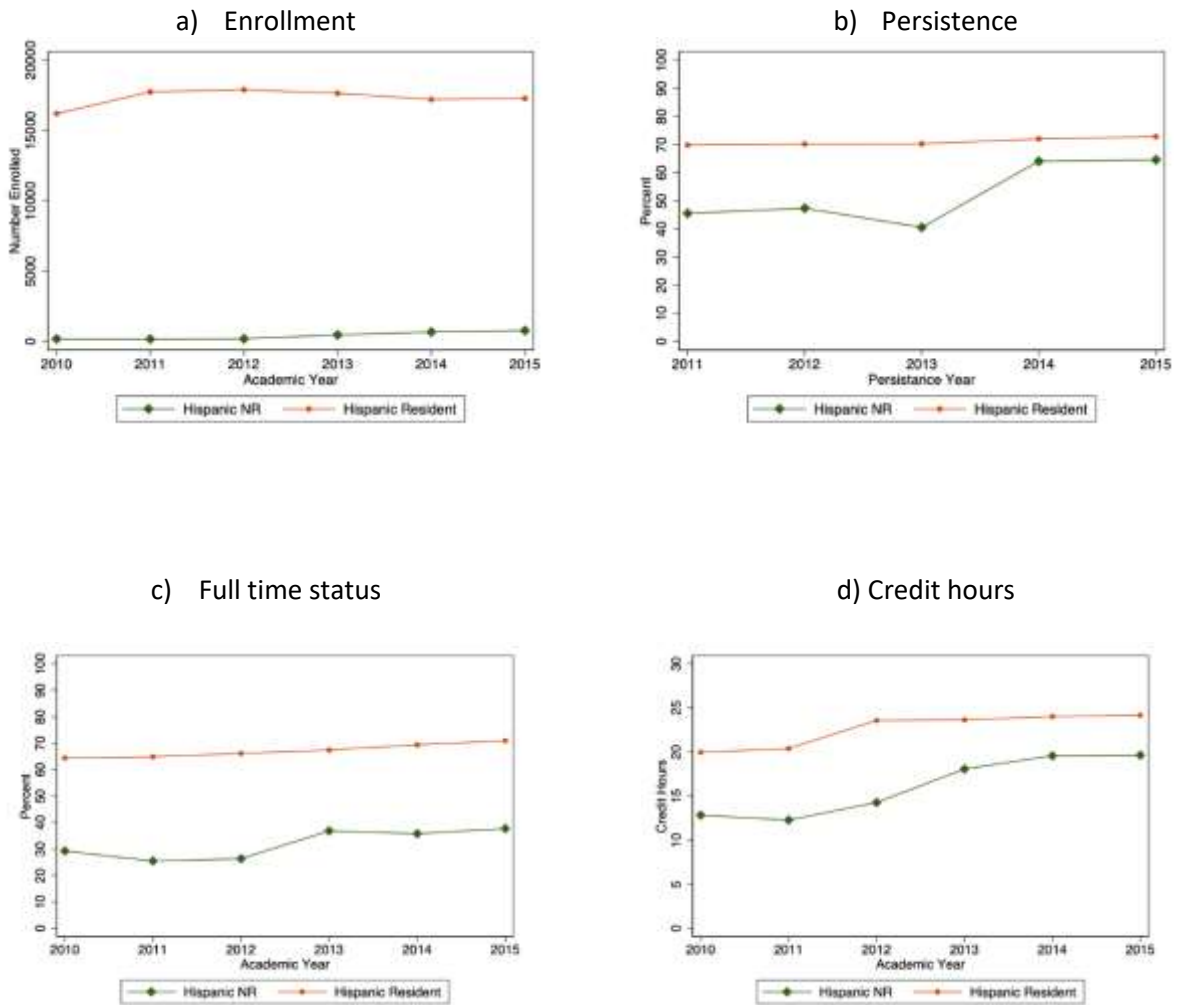 a) Enrollment
20000
15000
10000
5000
0
Number Enrolled
2010 2011 2012 2013 2014 2015
Academic Year
Hispanic NR Hispanic Resident
b) Persistence
100
90
80
70
60
50
40
30
20
10
0
Percent
2011 2012 2013 2014 2015
Persistance Year
Hispanic NR Hispanic Resident
c) Full time status
100
90
80
70
60
50
40
30
20
10
0
Percent
2010 2011 2012 2013 2014 2015
Academic Year
Hispanic NR Hispanic Resident
d) Credit hours
30
25
20
15
10
5
0
Credit Hours
2010 2011 2012 2013 2014 2015
Academic Year
Hispanic NR Hispanic Resident